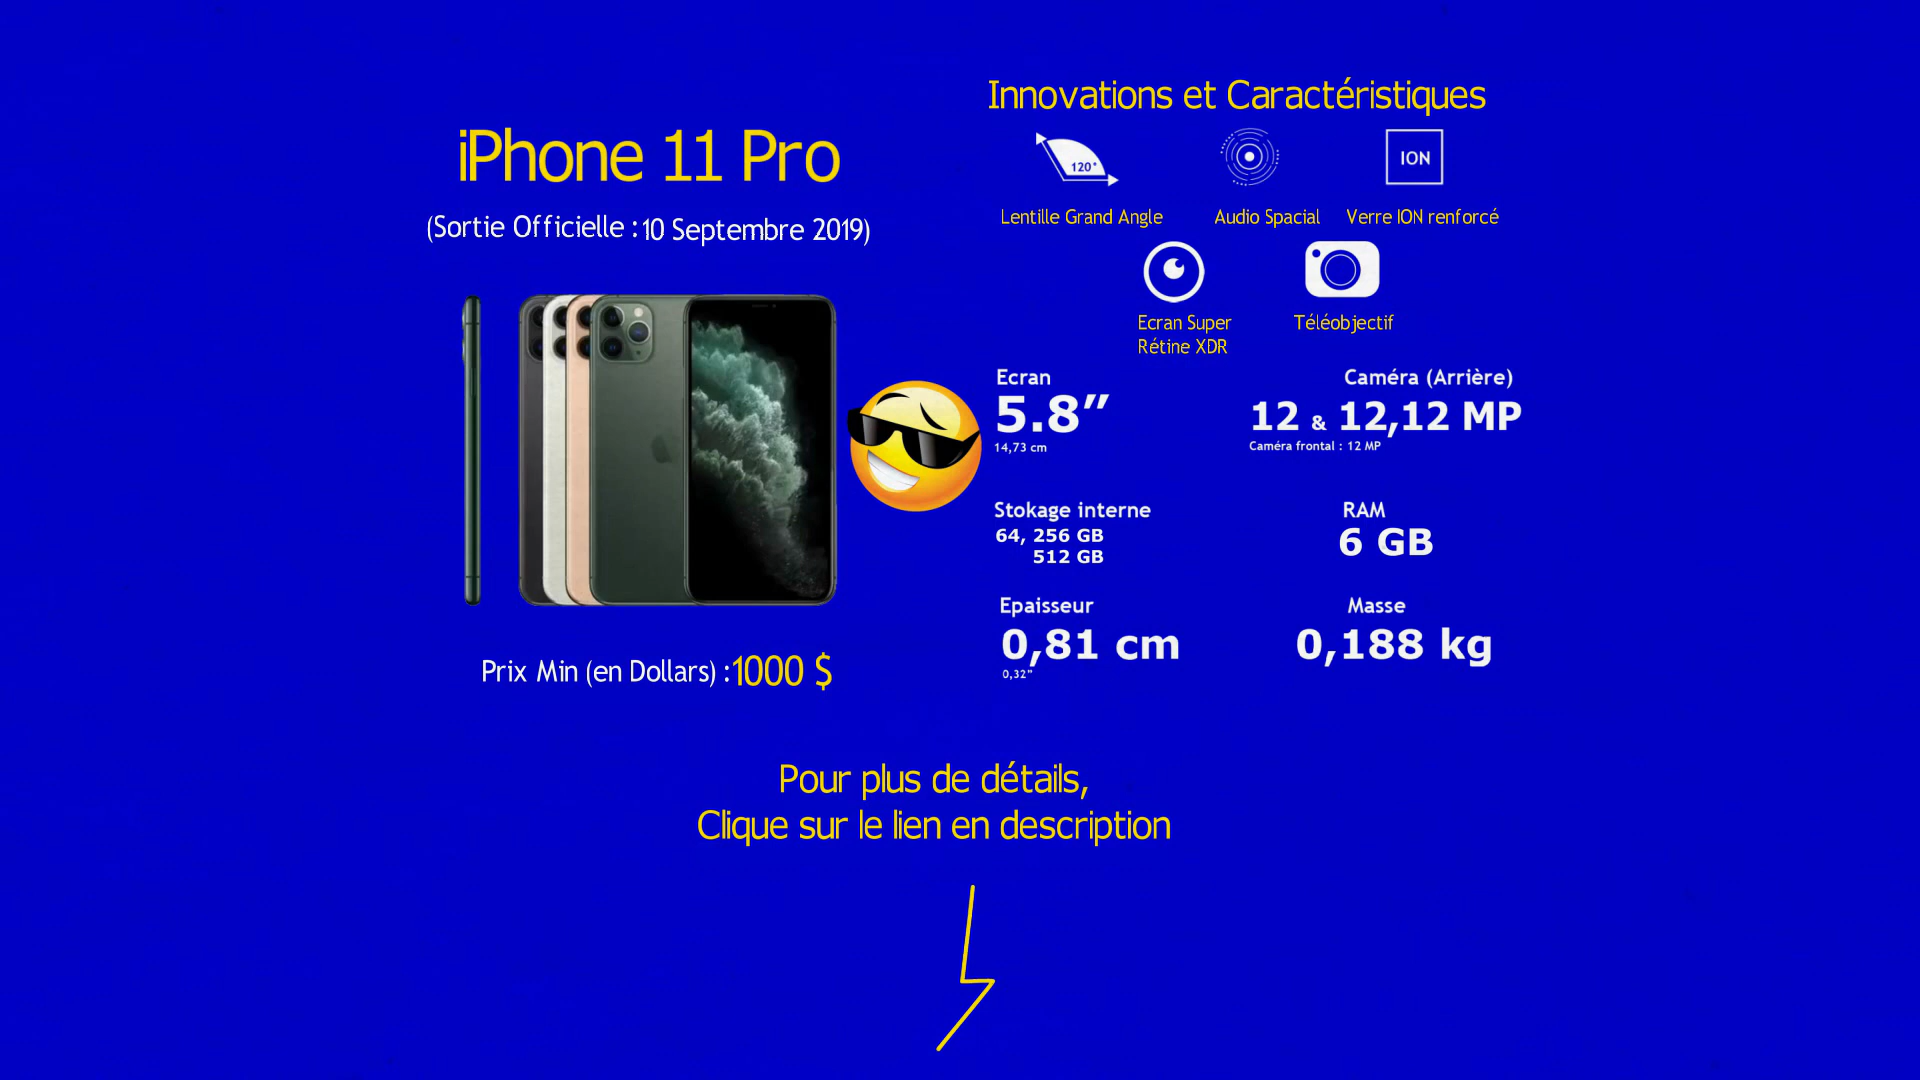 iPhone 11 Pro
(Sortie Officielle : 10 Septembre 2019)
Prix Min (en Dollars) : 1000 $
Innovations et Caractéristiques
120°
ION
Lentille Grand Angle
Audio Spacial
Verre ION renforcé
Ecran Super
Rétine XDR
Téléobjectif
Ecran
5.8”
14,73 cm
Caméra (Arrière)
12 & 12,12 MP
Caméra frontal : 12 MP
Stokage interne
64, 256 GB
512 GB
RAM
6 GB
Epaisseur
0,81 cm
0,32"
Masse
0,188 kg
Pour plus de détails,
Clique sur le lien en description